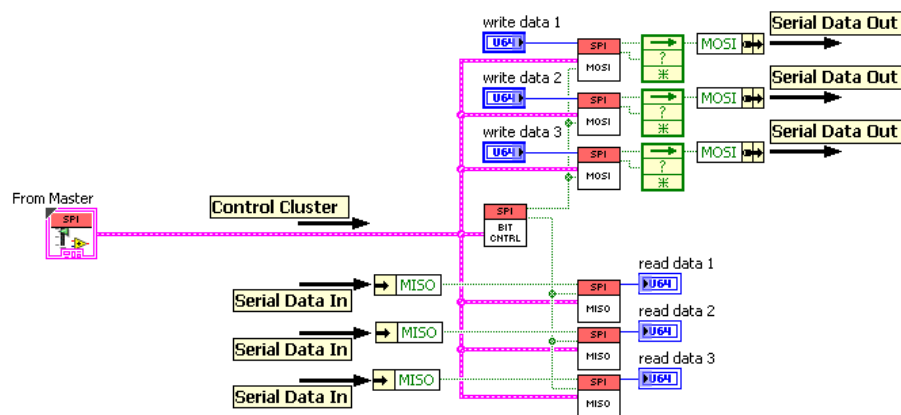 write data 1
U64
SPI
MOSI
?
MOSI
Serial Data Out
write data 2
U64
SPI
MOSI
?
MOSI
Serial Data Out
write data 3
U64
SPI
MOSI
?
MOSI
Serial Data Out
From Master
SPI
Control Cluster
SPI
BIT
CNTRL
Serial Data In
MISO
SPI
MISO
read data 1
U64
Serial Data In
MISO
SPI
MISO
read data 2
U64
Serial Data In
MISO
SPI
MISO
read data 3
U64